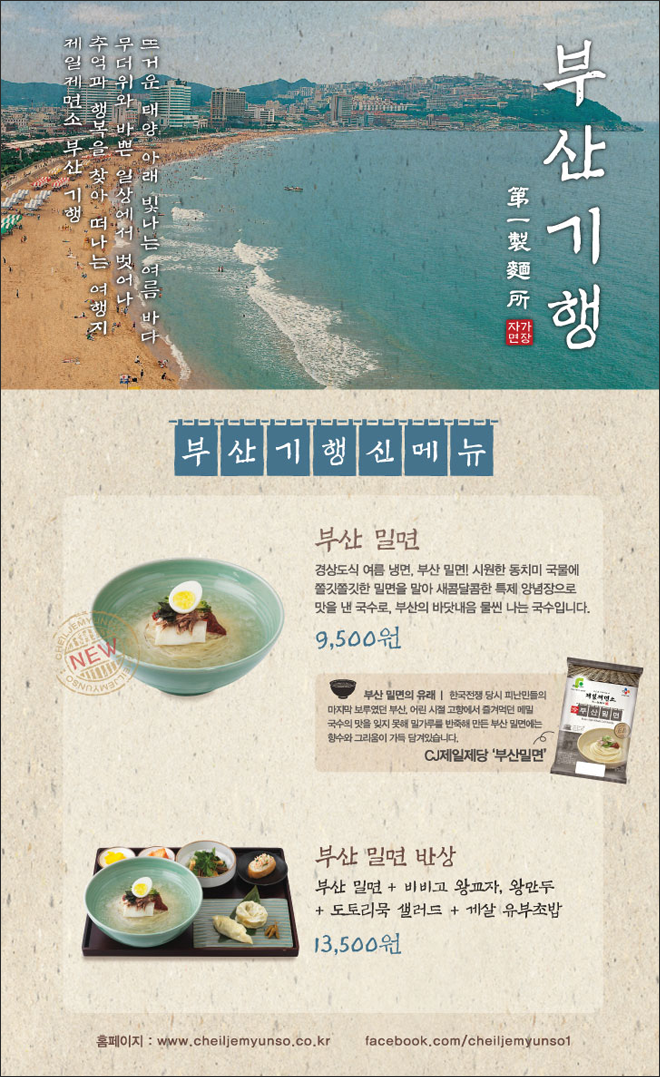 부산기행
第一製麵所
자가
면장
뜨거운 태양 아래 빛나는 여름 바다
무더위와 바쁜 일상에서 벗어나
추억과 행복을 찾아 떠나는 여행지
제일제면소 부산 기행
부산기행신메뉴
부산 밀면
경상도식 여름 냉면, 부산 밀면! 시원한 동치미 국물에
쫄깃쫄깃한 밀면을 말아 새콤달콤한 특제 양념장으로
맛을 낸 국수로, 부산의 바닷내음 물씬 나는 국수입니다.
9,500원
CHEILJEMYUNSO
NEW
CHEILJEMYUNSO
부산 밀면의 유래 | 한국전쟁 당시 피난민들의
마지막 보루였던 부산. 어린 시절 고향에서 즐겨먹던 메밀
국수의 맛을 잊지 못해 밀가루를 반죽해 만든 부산 밀면에는
향수와 그리움이 가득 담겨있습니다.
CJ제일제당 '부산밀면'
제일제면소
부산밀면
부산 밀면 반상
부산 밀면 + 비비고 왕교자, 왕만두
+ 도토리묵 샐러드 + 게살 유부초밥
13,500원
홈페이지 : www.cheiljemyunso.co.kr
facebook.com/cheiljemyunso1